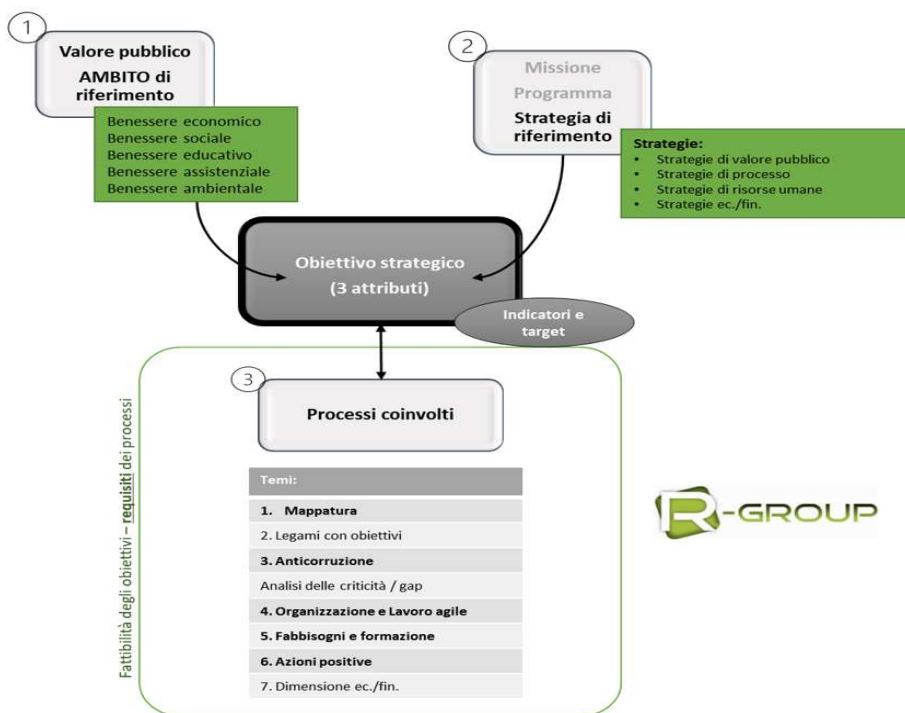 1
Valore pubblico
AMBITO di
riferimento
Benessere economico
Benessere sociale
Benessere educativo
Benessere assistenziale
Benessere ambientale
2
Missione
Programma
Strategia di
riferimento
Strategie:
• Strategie di valore pubblico
• Strategie di processo
• Strategie di risorse umane
• Strategie ec./fin.
Obiettivo strategico
(3 attributi)
Indicatori e
target
Fattibilità degli obiettivi – requisiti dei processi
3
Processi coinvolti
Temi:
1. Mappatura
2. Legami con obiettivi
3. Anticorruzione
Analisi delle criticità / gap
4. Organizzazione e Lavoro agile
5. Fabbisogni e formazione
6. Azioni positive
7. Dimensione ec./fin.
R-GROUP